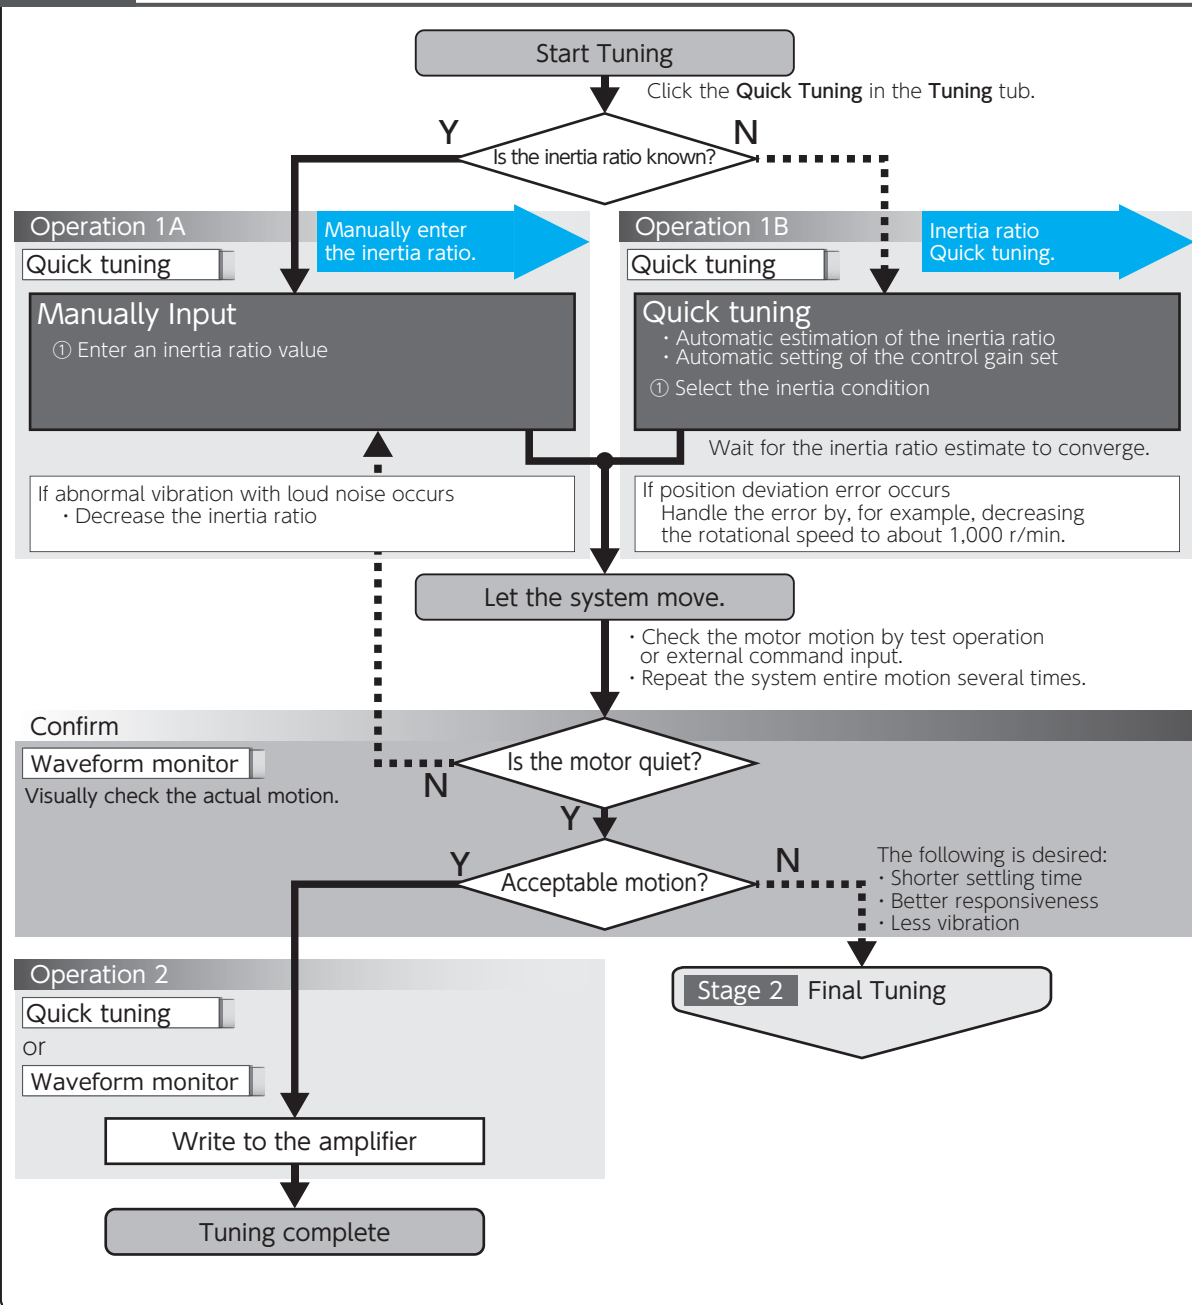 Start Tuning
Click the Quick Tuning in the Tuning tub.
Y
N
Is the inertia ratio known?
Operation 1A
Manually enter
the inertia ratio.
Quick tuning
Manually Input
① Enter an inertia ratio value
If abnormal vibration with loud noise occurs
・Decrease the inertia ratio
Operation 1B
Inertia ratio
Quick tuning.
Quick tuning
Quick tuning
・Automatic estimation of the inertia ratio
・Automatic setting of the control gain set
① Select the inertia condition
Wait for the inertia ratio estimate to converge.
If position deviation error occurs
Handle the error by, for example, decreasing
the rotational speed to about 1,000 r/min.
Let the system move.
・Check the motor motion by test operation
or external command input.
・Repeat the system entire motion several times.
Confirm
Waveform monitor
Visually check the actual motion.
Is the motor quiet?
N
Y
Y
Acceptable motion?
N
The following is desired:
・Shorter settling time
・Better responsiveness
・Less vibration
Operation 2
Quick tuning
or
Waveform monitor
Stage 2 Final Tuning
Write to the amplifier
Tuning complete